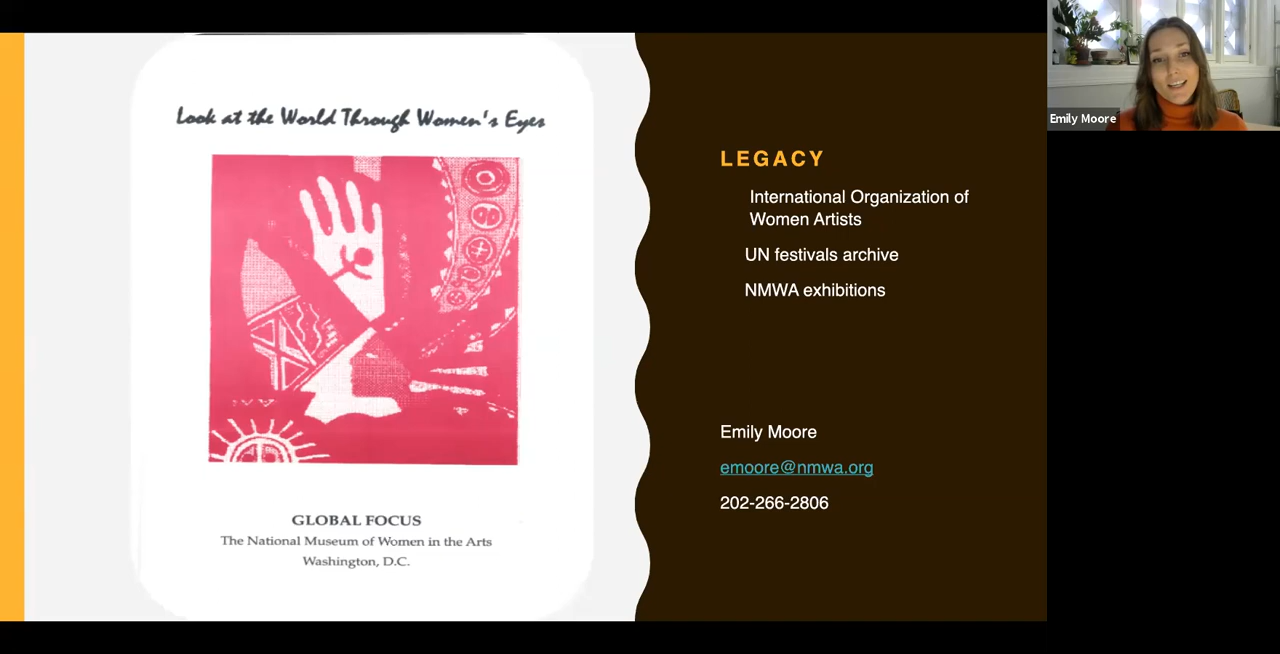 Look at the World Through Women's Eyes
GLOBAL FOCUS
The National Museum of Women in the Arts
Washington, D.C.
LEGACY
International Organization of
Women Artists
UN festivals archive
NMWA exhibitions
Emily Moore
emoore@nmwa.org
202-266-2806
Emily Moore